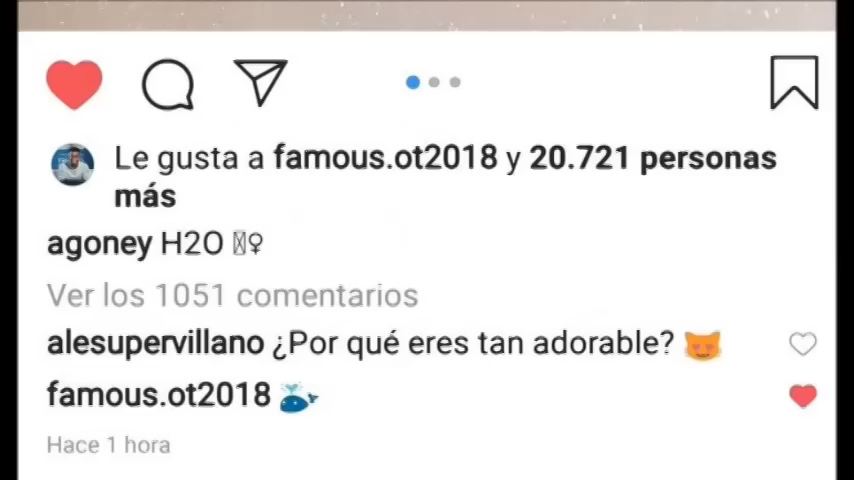 Le gusta a famous.ot2018 y 20.721 personas
más
agoney H2O ♀
Ver los 1051 comentarios
alesupervillano ¿Por qué eres tan adorable? 😻
famous.ot2018 🐳
Hace 1 hora